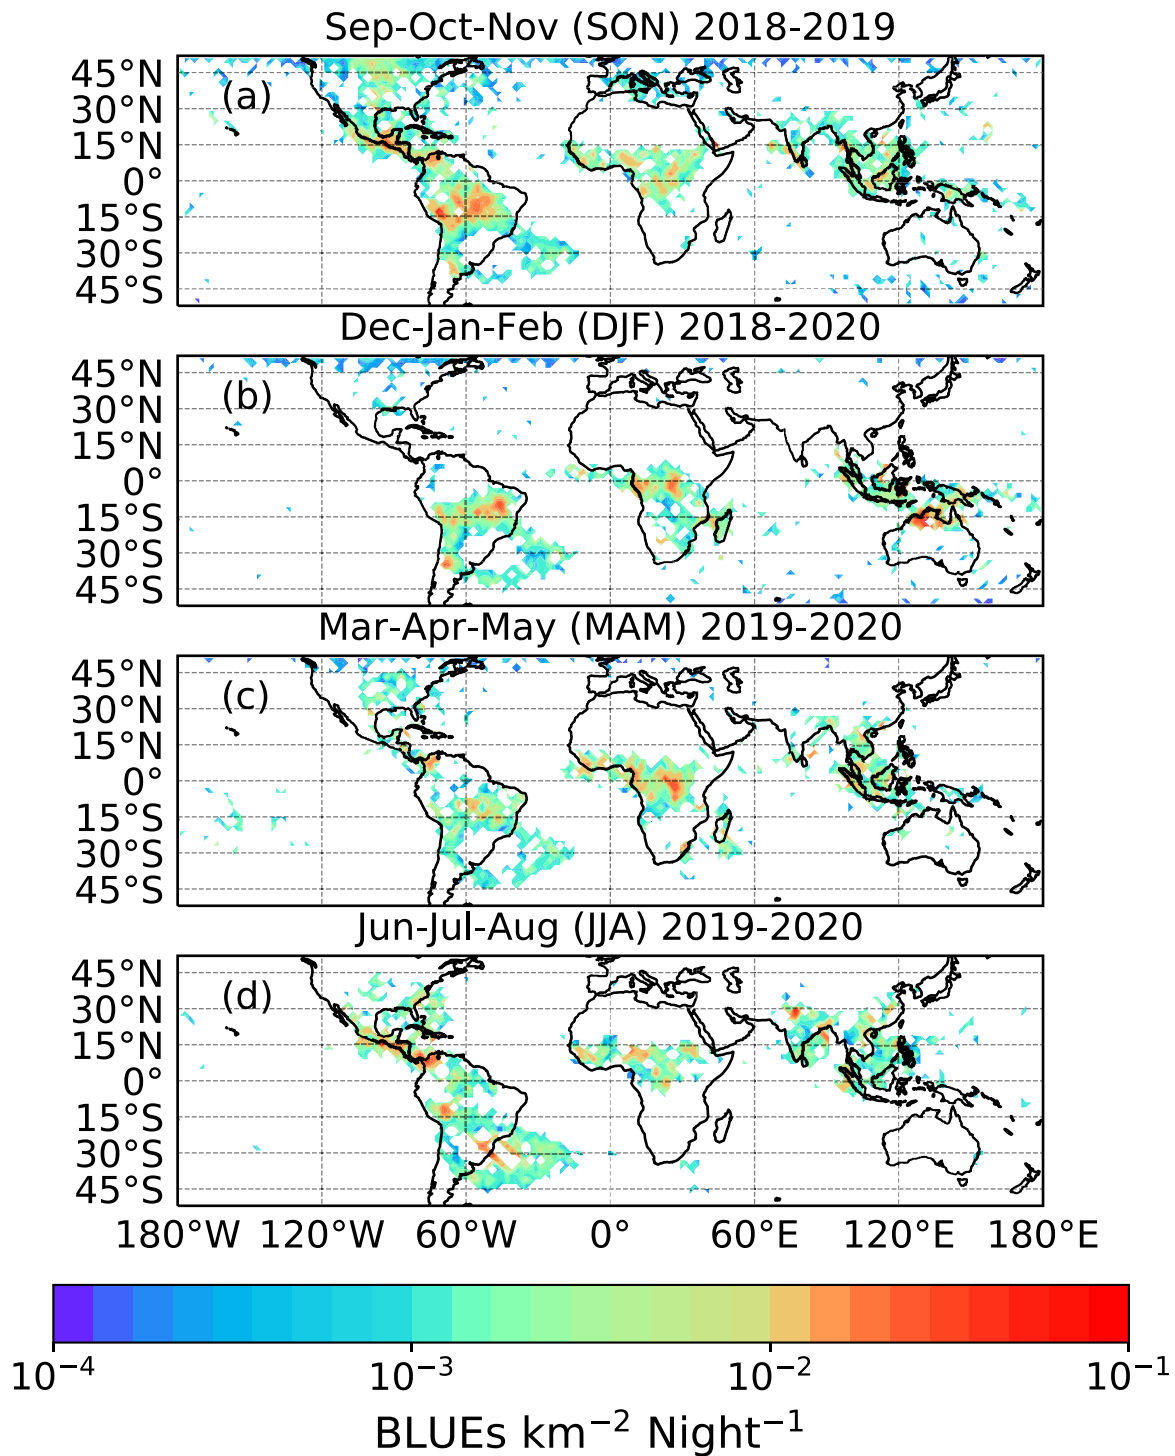 Sep-Oct-Nov (SON) 2018-2019
45°N
(a)
30°N
15°N
0°
15°S
30°S
45°S
Dec-Jan-Feb (DJF) 2018-2020
45°N
(b)
30°N
15°N
0°
15°S
30°S
45°S
Mar-Apr-May (MAM) 2019-2020
45°N
(c)
30°N
15°N
0°
15°S
30°S
45°S
Jun-Jul-Aug (JJA) 2019-2020
45°N
(d)
30°N
15°N
0°
15°S
30°S
45°S
180°W 120°W 60°W 0° 60°E 120°E 180°E
10⁻⁴ 10⁻³ 10⁻² 10⁻¹
BLUEs km⁻² Night⁻¹